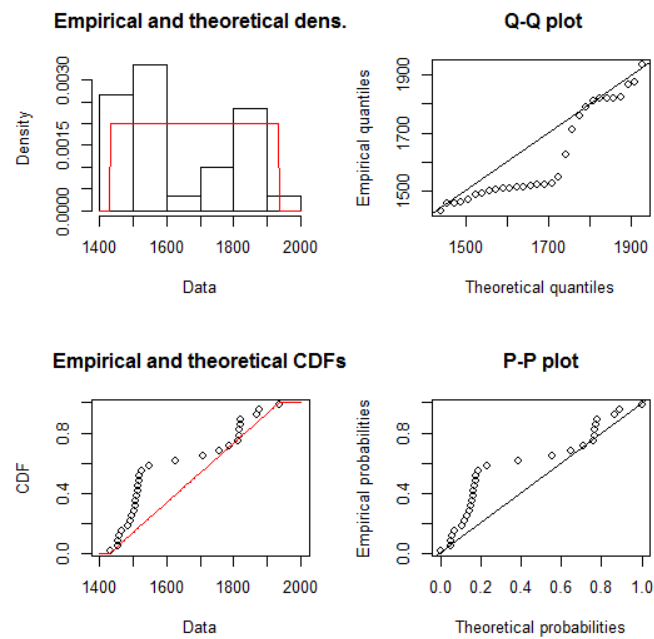 Empirical and theoretical dens.
Density
0.0000 0.0015 0.0030
1400 1600 1800 2000
Data
Q-Q plot
Empirical quantiles
1500 1700 1900
1500 1700 1900
Theoretical quantiles
Empirical and theoretical CDFs
CDF
0.0 0.4 0.8
1400 1600 1800 2000
Data
P-P plot
Empirical probabilities
0.0 0.4 0.8
0.0 0.2 0.4 0.6 0.8 1.0
Theoretical probabilities